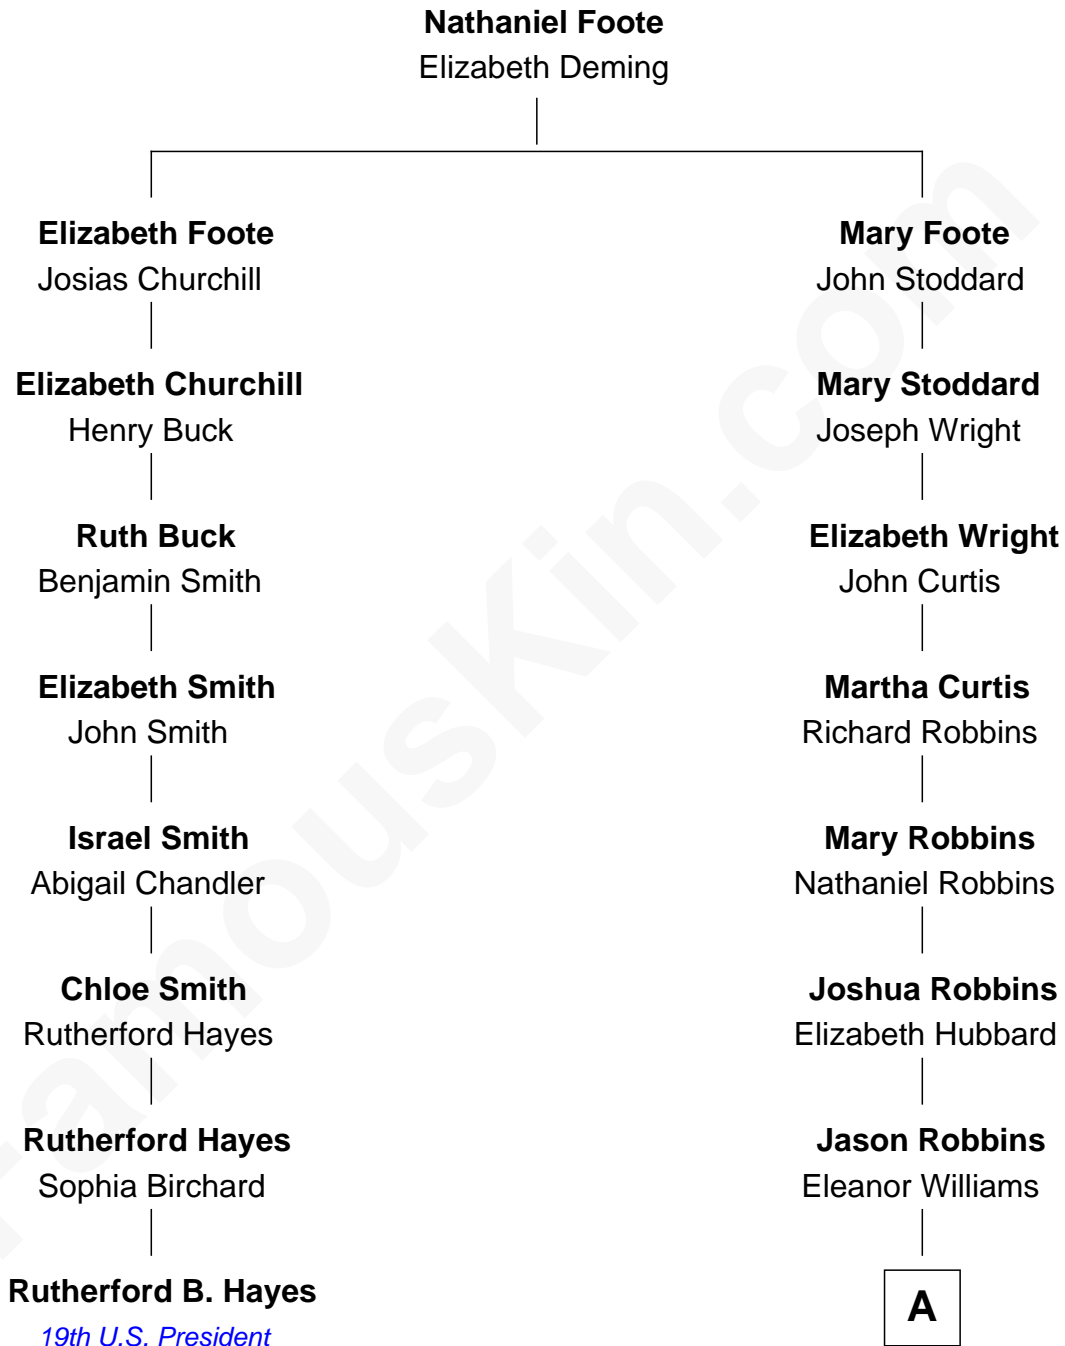 Nathaniel Foote
Elizabeth Deming
Elizabeth Foote
Josias Churchill
Elizabeth Churchill
Henry Buck
Ruth Buck
Benjamin Smith
Elizabeth Smith
John Smith
Israel Smith
Abigail Chandler
Chloe Smith
Rutherford Hayes
Rutherford Hayes
Sophia Birchard
Rutherford B. Hayes
19th U.S. President
Mary Foote
John Stoddard
Mary Stoddard
Joseph Wright
Elizabeth Wright
John Curtis
Martha Curtis
Richard Robbins
Mary Robbins
Nathaniel Robbins
Joshua Robbins
Elizabeth Hubbard
Jason Robbins
Eleanor Williams
A
FamousKin.com